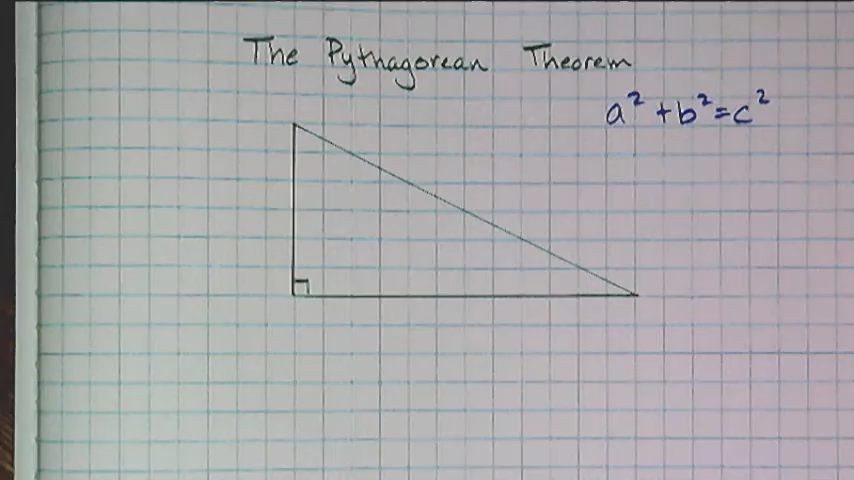 The Pythagorean Theorem
a² + b² = c²